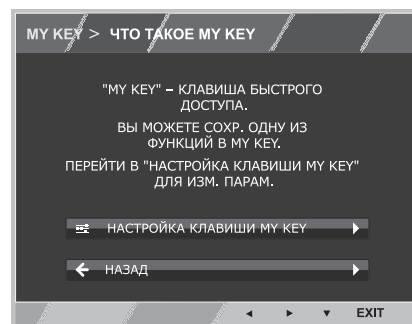 MY KEY > ЧТО ТАКОЕ MY KEY
"MY KEY" – КЛАВИША БЫСТРОГО
ДОСТУПА.
ВЫ МОЖЕТЕ СОХР. ОДНУ ИЗ
ФУНКЦИЙ В MY KEY.
ПЕРЕЙТИ В "НАСТРОЙКА КЛАВИШИ MY KEY"
ДЛЯ ИЗМ. ПАРАМ.
НАСТРОЙКА КЛАВИШИ MY KEY
НАЗАД
EXIT